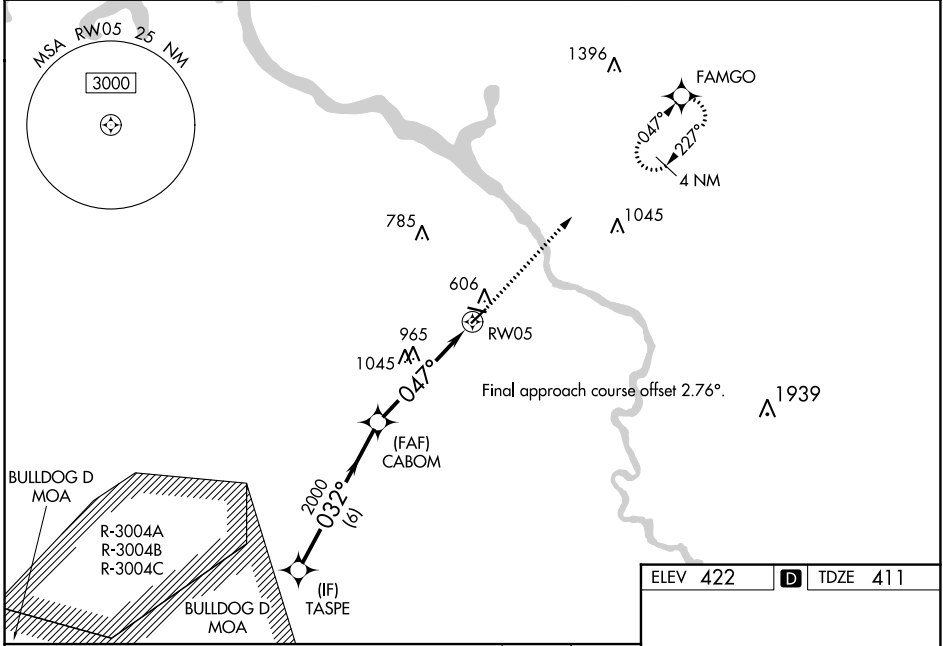 MSA RW05 25 NM
3000
1396
FAMGO
047°
227°
4 NM
785
1045
606
RW05
965
1045
047°
Final approach course offset 2.76°.
1939
(FAF)
CABOM
2000
032°
(6)
BULLDOG D
MOA
R-3004A
R-3004B
R-3004C
(IF)
TASPE
BULLDOG D
MOA
ELEV 422 D TDZE 411